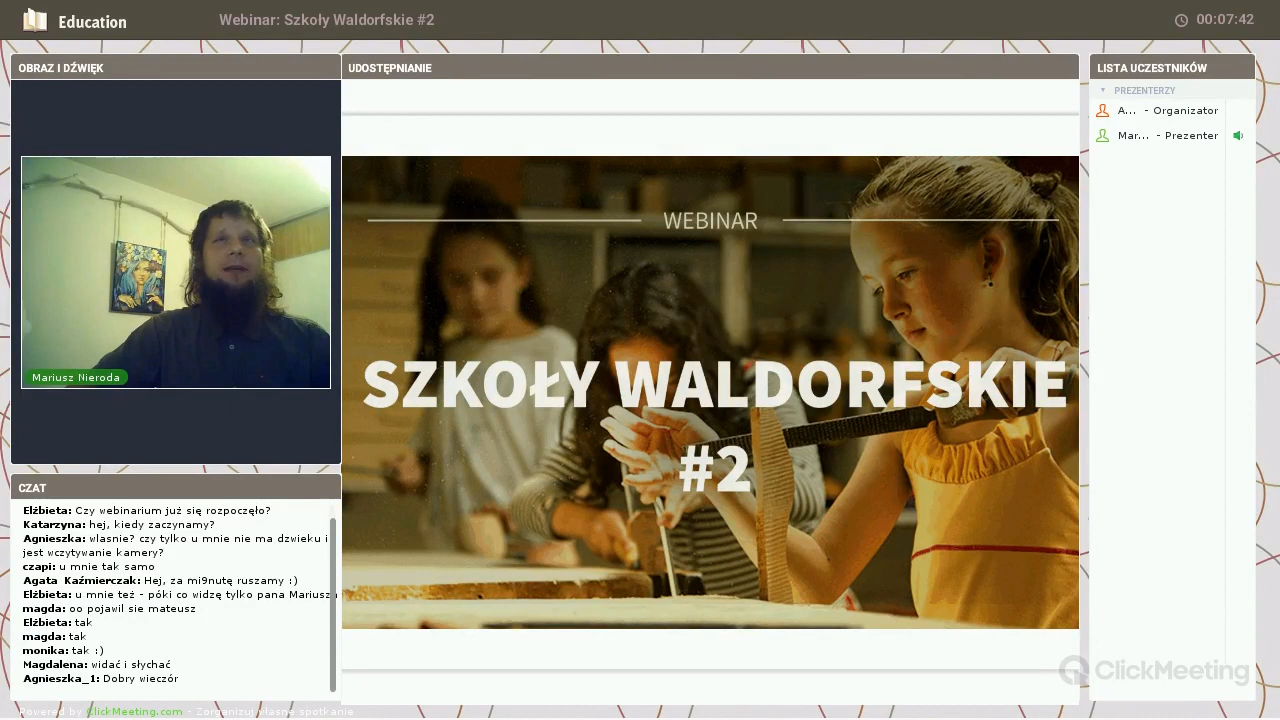 Education
Webinar: Szkoły Waldorfskie #2
00:07:42
OBRAZ I DŹWIĘK
Mariusz Nieroda
CZAT
Elżbieta: Czy webinarium już się rozpoczęło?
Katarzyna: hej, kiedy zaczynamy?
Agnieszka: wlasnie? czy tylko u mnie nie ma dzwieku i
jest wczytywanie kamery?
czapi: u mnie tak samo
Agata Kaźmierczak: Hej, za mi9nutę ruszamy :)
Elżbieta: u mnie też - póki co widzę tylko pana Mariusza
magda: oo pojawil sie mateusz
Elżbieta: tak
magda: tak
monika: tak :)
Magdalena: widać i słychać
Agnieszka_1: Dobry wieczór
Powered by ClickMeeting.com - Zorganizuj własne spotkanie
UDOSTĘPNIANIE
WEBINAR
SZKOŁY WALDORFSKIE
#2
LISTA UCZESTNIKÓW
PREZENTERZY
A... - Organizator
Mar... - Prezenter
ClickMeeting